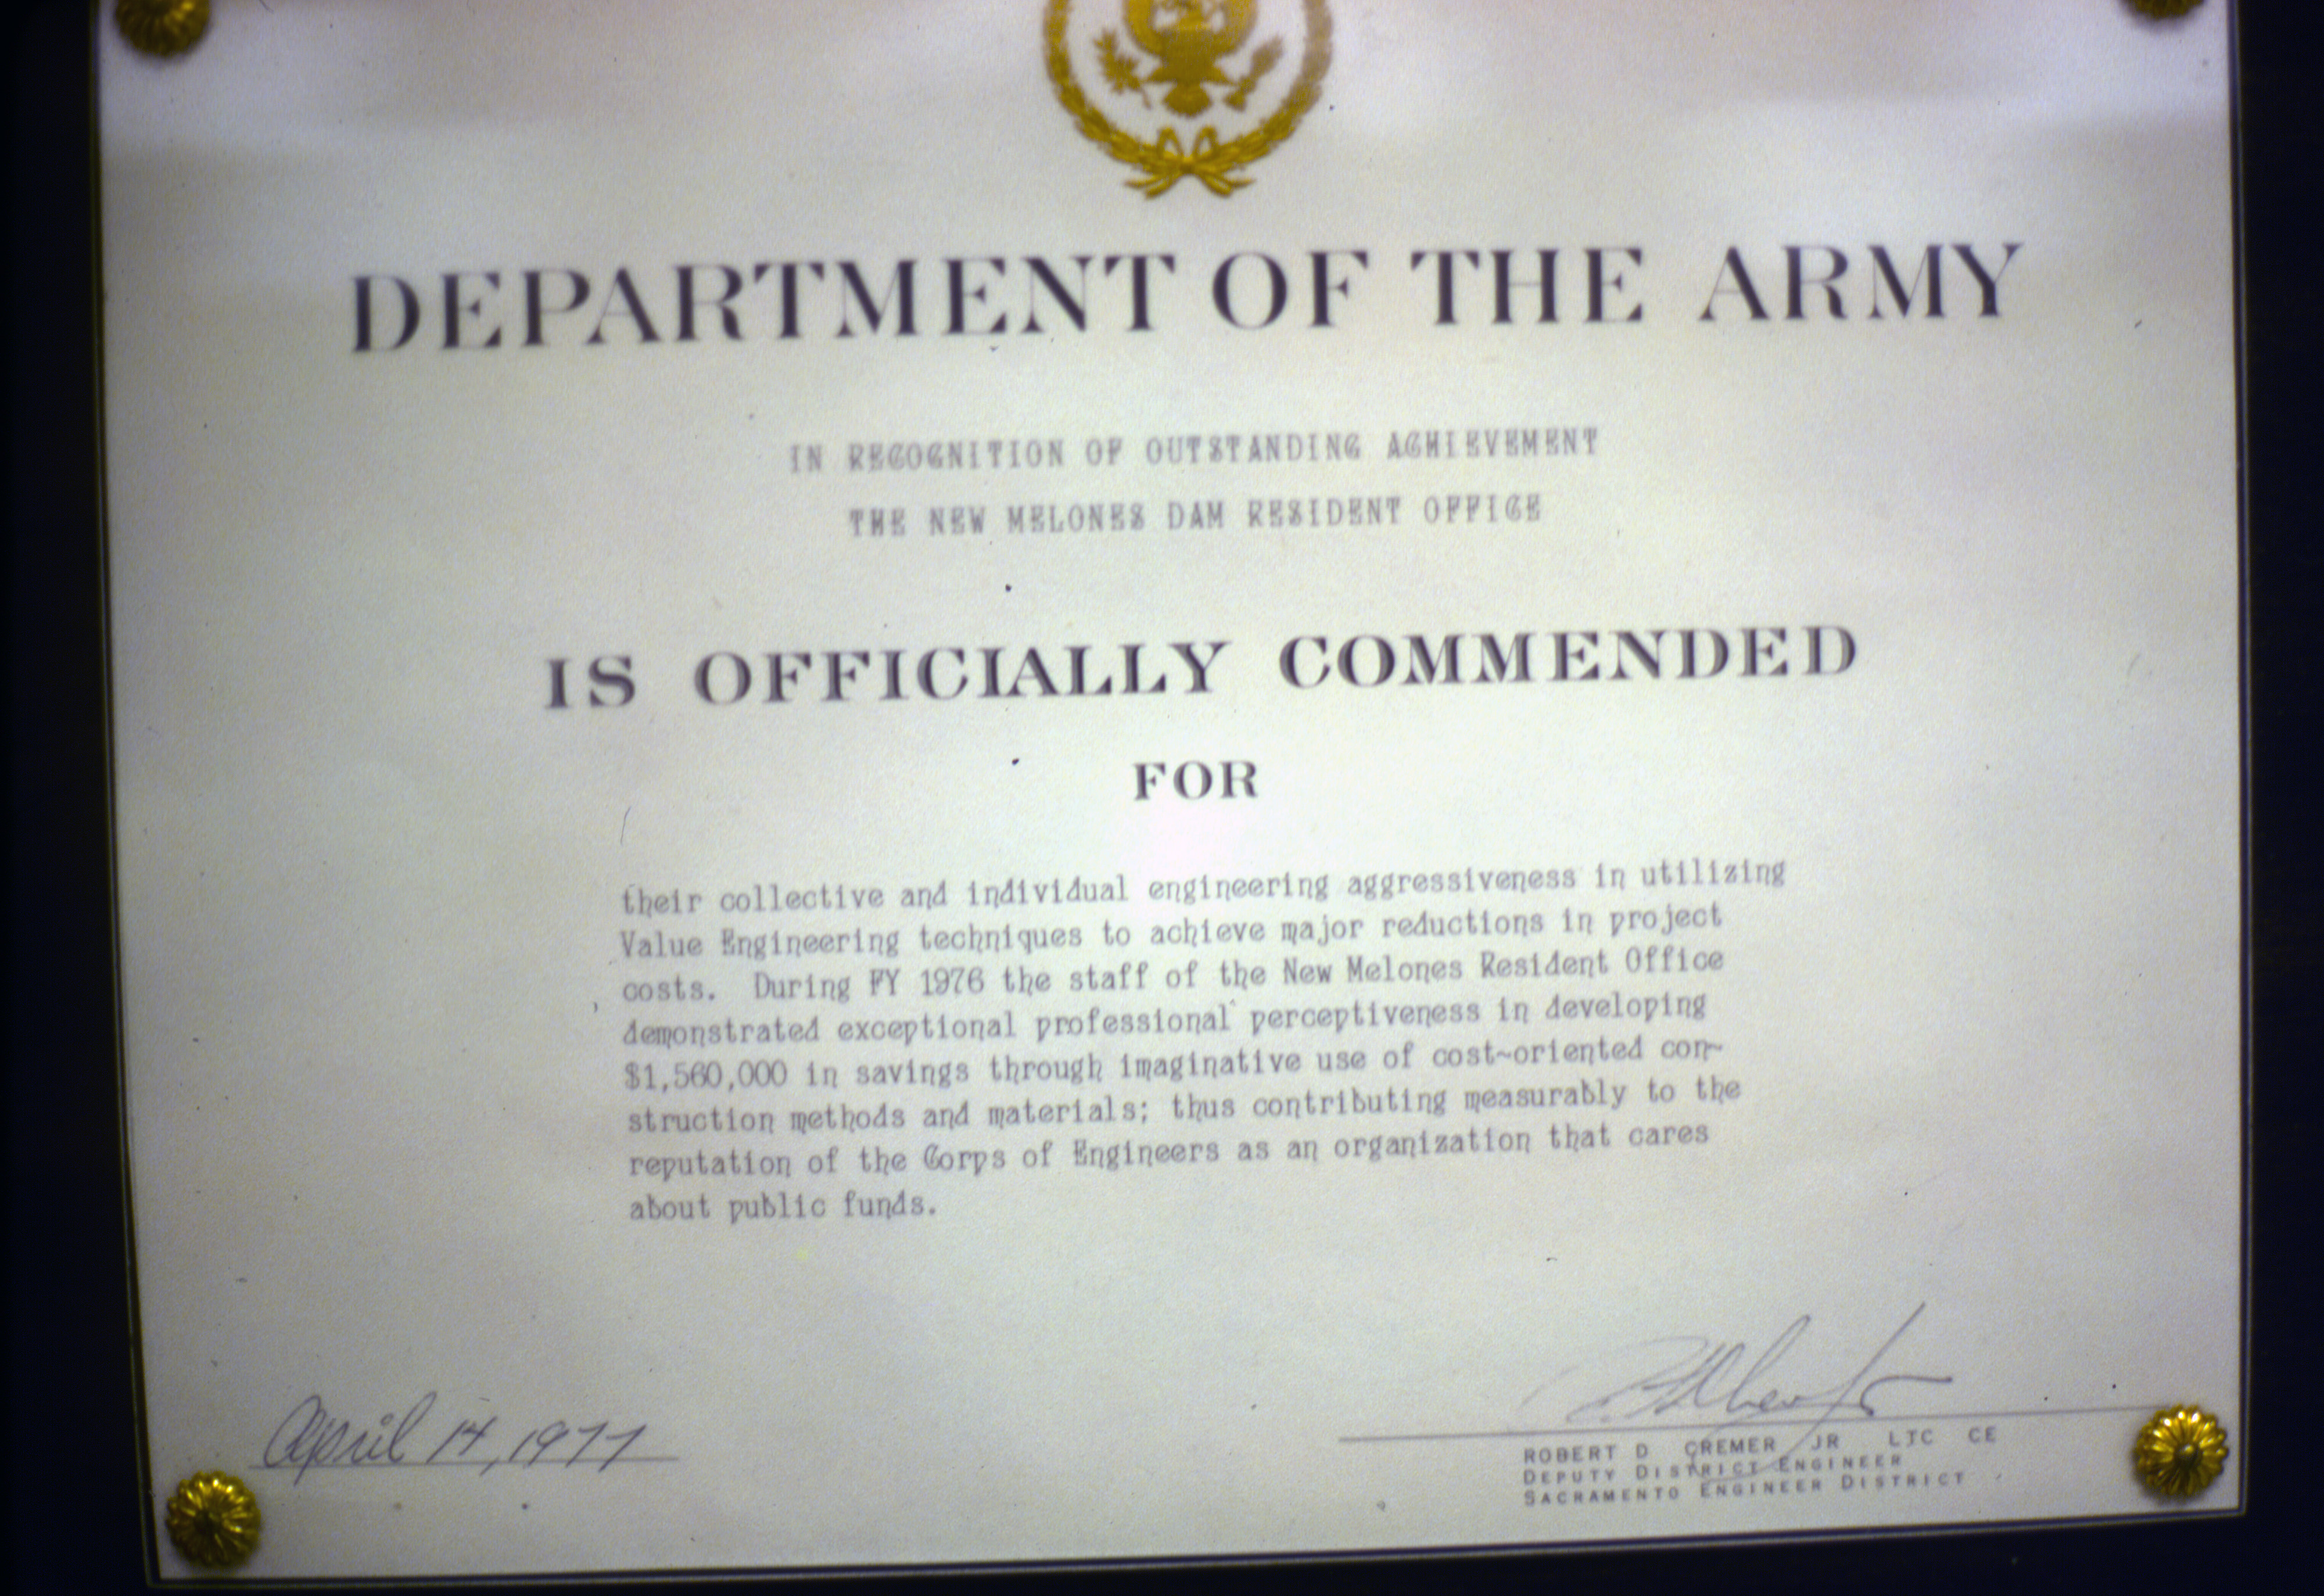 DEPARTMENT OF THE ARMY
IN RECOGNITION OF OUTSTANDING ACHIEVEMENT
THE NEW MELONES DAM RESIDENT OFFICE
IS OFFICIALLY COMMENDED
FOR
their collective and individual engineering aggressiveness in utilizing
Value Engineering techniques to achieve major reductions in project
costs. During FY 1976 the staff of the New Melones Resident Office
demonstrated exceptional professional perceptiveness in developing
$1,560,000 in savings through imaginative use of cost-oriented con-
struction methods and materials; thus contributing measurably to the
reputation of the Corps of Engineers as an organization that cares
about public funds.
April 14, 1977
ROBERT D CREMER JR LTC CE
DEPUTY DISTRICT ENGINEER
SACRAMENTO ENGINEER DISTRICT